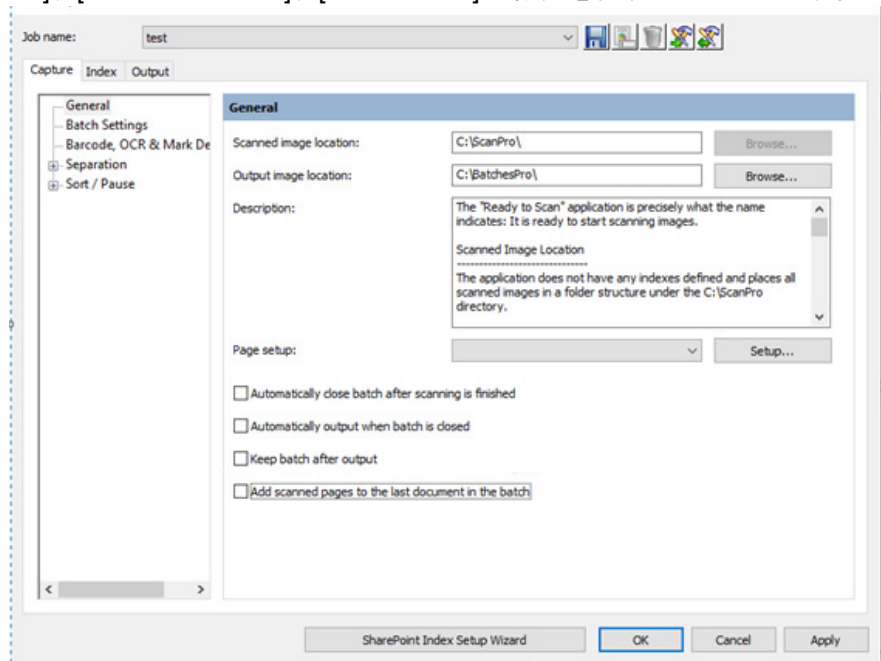 Job name:
test
Capture Index Output
General
Batch Settings
Barcode, OCR & Mark De
Separation
Sort / Pause
General
Scanned image location:
C:\ScanPro\
Browse...
Output image location:
C:\BatchesPro\
Browse...
Description:
The "Ready to Scan" application is precisely what the name
indicates: It is ready to start scanning images.
Scanned Image Location
------------------------------
The application does not have any indexes defined and places all
scanned images in a folder structure under the C:\ScanPro
directory.
Page setup:
Setup...
Automatically close batch after scanning is finished
Automatically output when batch is closed
Keep batch after output
Add scanned pages to the last document in the batch
SharePoint Index Setup Wizard
OK
Cancel
Apply